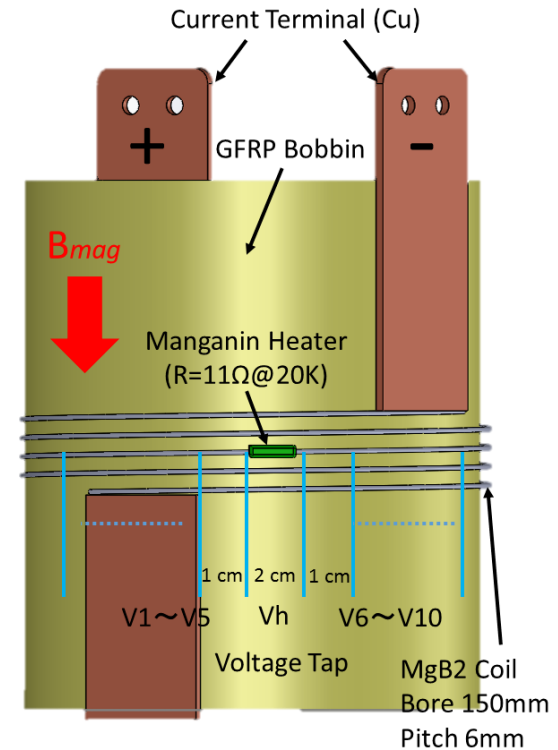 Current Terminal (Cu)
+
-
GFRP Bobbin
Bmag
Manganin Heater
(R=11Ω@20K)
1 cm 2 cm 1 cm
V1～V5 Vh V6～V10
Voltage Tap
MgB2 Coil
Bore 150mm
Pitch 6mm